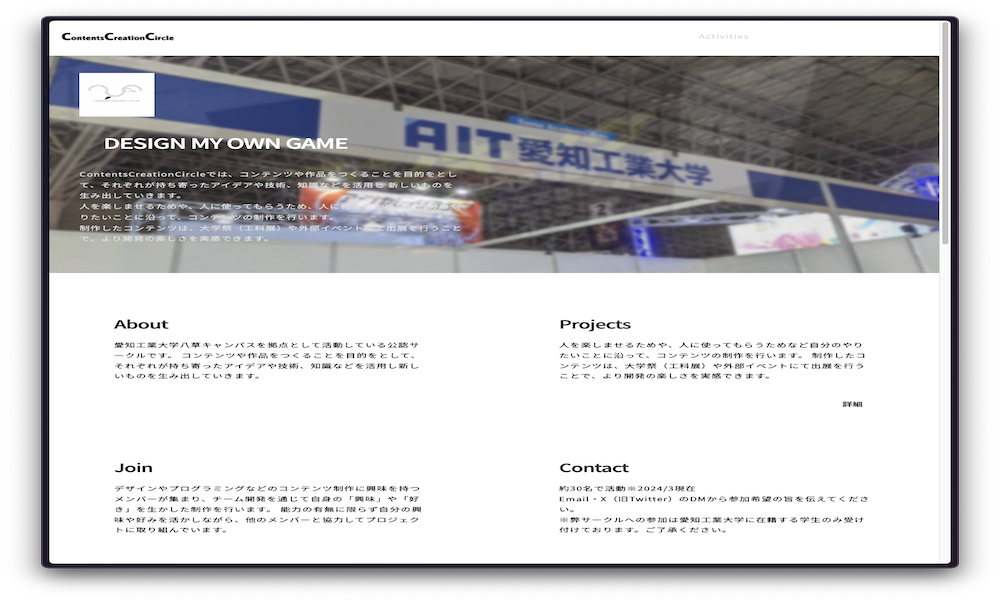 ContentsCreationCircle
Activities
AIT 愛知工業大学
DESIGN MY OWN GAME
ContentsCreationCircleでは、コンテンツや作品をつくることを目的をとし
て、それぞれが持ち寄ったアイデアや技術、知識などを活用し 新しいものを
生み出していきます。
人を楽しませるためや、人に使ってもらうため、人に
りたいことに沿って、コンテンツの制作を行います。
制作したコンテンツは、大学祭（工科展）や外部イベントにて出展を行うこと
で、より開発の楽しさを実感できます。
About
愛知工業大学八草キャンパスを拠点として活動している公認サ
ークルです。 コンテンツや作品をつくることを目的をとして、
それぞれが持ち寄ったアイデアや技術、知識などを活用し新し
いものを生み出していきます。
Projects
人を楽しませるためや、人に使ってもらうためなど自分のやり
たいことに沿って、コンテンツの制作を行います。 制作したコ
ンテンツは、大学祭（工科展）や外部イベントにて出展を行う
ことで、より開発の楽しさを実感できます。
詳細
Join
デザインやプログラミングなどのコンテンツ制作に興味を持つ
メンバーが集まり、チーム開発を通じて自身の「興味」や「好
き」を生かした制作を行います。 能力の有無に限らず自分の興
味や好みを活かしながら、他のメンバーと協力してプロジェク
トに取り組んでいます。
Contact
約30名で活動※2024/3現在
Email・X（旧Twitter）のDMから参加希望の旨を伝えてくださ
い。
※弊サークルへの参加は愛知工業大学に在籍する学生のみ受け
付けております。ご了承ください。